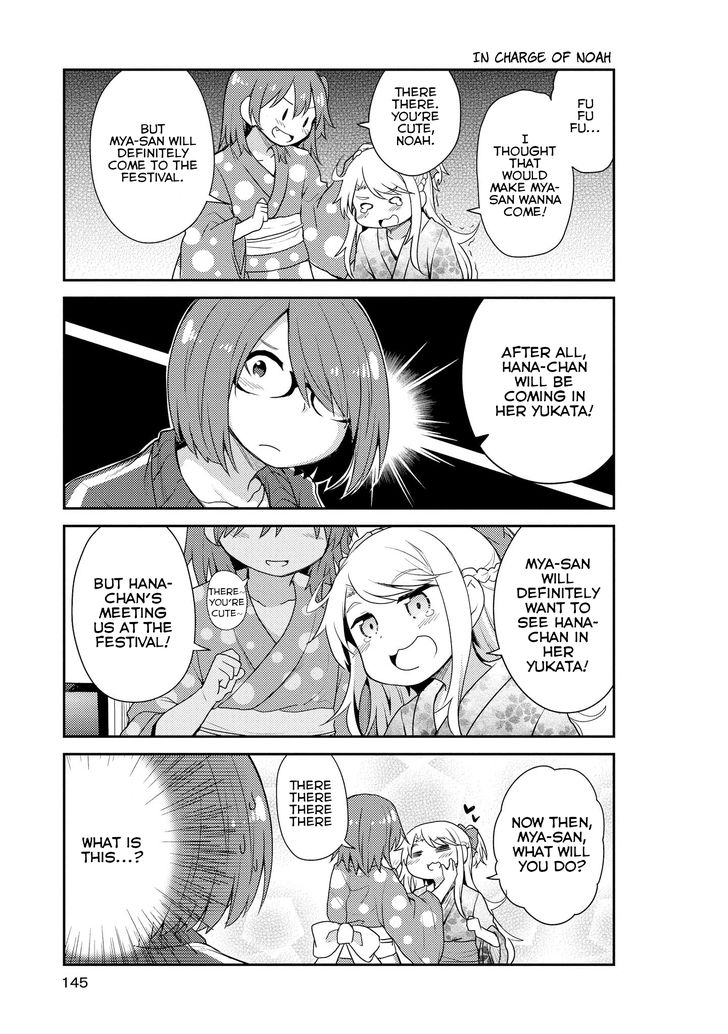 IN CHARGE OF NOAH
FU
FU
FU...
I
THOUGHT
THAT
WOULD
MAKE MYA-
SAN WANNA
COME!
THERE
THERE.
YOU'RE
CUTE,
NOAH.
BUT
MYA-SAN WILL
DEFINITELY
COME TO THE
FESTIVAL.
AFTER ALL,
HANA-CHAN
WILL BE
COMING IN
HER YUKATA!
MYA-SAN
WILL
DEFINITELY
WANT TO
SEE HANA-
CHAN IN
HER
YUKATA!
THERE~
YOU'RE
CUTE~
BUT HANA-
CHAN'S
MEETING
US AT THE
FESTIVAL!
NOW THEN,
MYA-SAN,
WHAT WILL
YOU DO?
THERE
THERE
THERE
THERE
WHAT IS
THIS...?
145